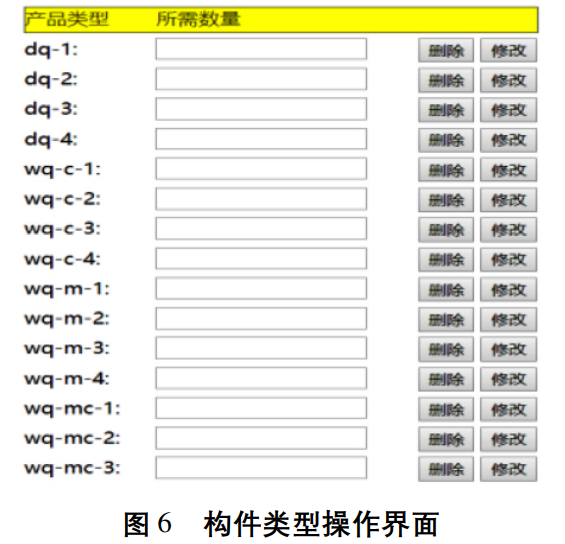 产品类型 所需数量
dq-1: 删除 修改
dq-2: 删除 修改
dq-3: 删除 修改
dq-4: 删除 修改
wq-c-1: 删除 修改
wq-c-2: 删除 修改
wq-c-3: 删除 修改
wq-c-4: 删除 修改
wq-m-1: 删除 修改
wq-m-2: 删除 修改
wq-m-3: 删除 修改
wq-m-4: 删除 修改
wq-mc-1: 删除 修改
wq-mc-2: 删除 修改
wq-mc-3: 删除 修改
图 6 构件类型操作界面